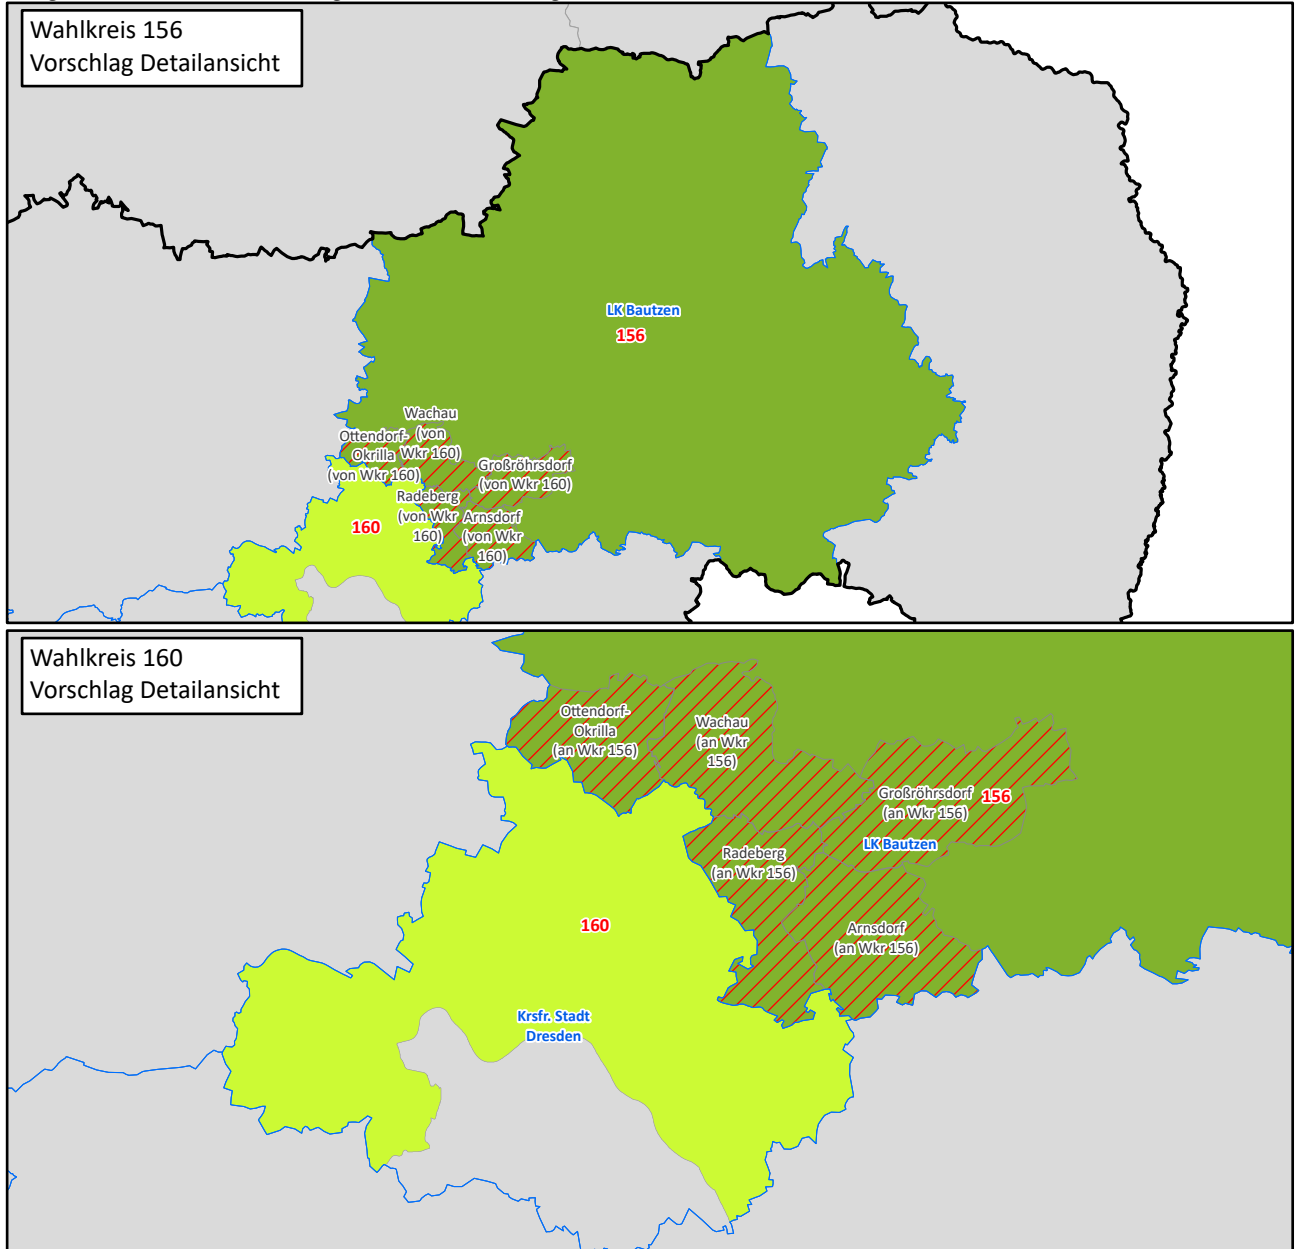 Wahlkreis 156
Vorschlag Detailansicht
LK Bautzen
156
Wachau
(von
Wkr 160)
Ottendorf-
Okrilla
(von Wkr 160)
Großröhrsdorf
(von Wkr 160)
Radeberg
(von Wkr
160)
Arnsdorf
(von Wkr
160)
160
Wahlkreis 160
Vorschlag Detailansicht
Ottendorf-
Okrilla
(an Wkr 156)
Wachau
(an Wkr
156)
Großröhrsdorf
(an Wkr 156)
156
LK Bautzen
Radeberg
(an Wkr 156)
Arnsdorf
(an Wkr 156)
160
Krsfr. Stadt
Dresden